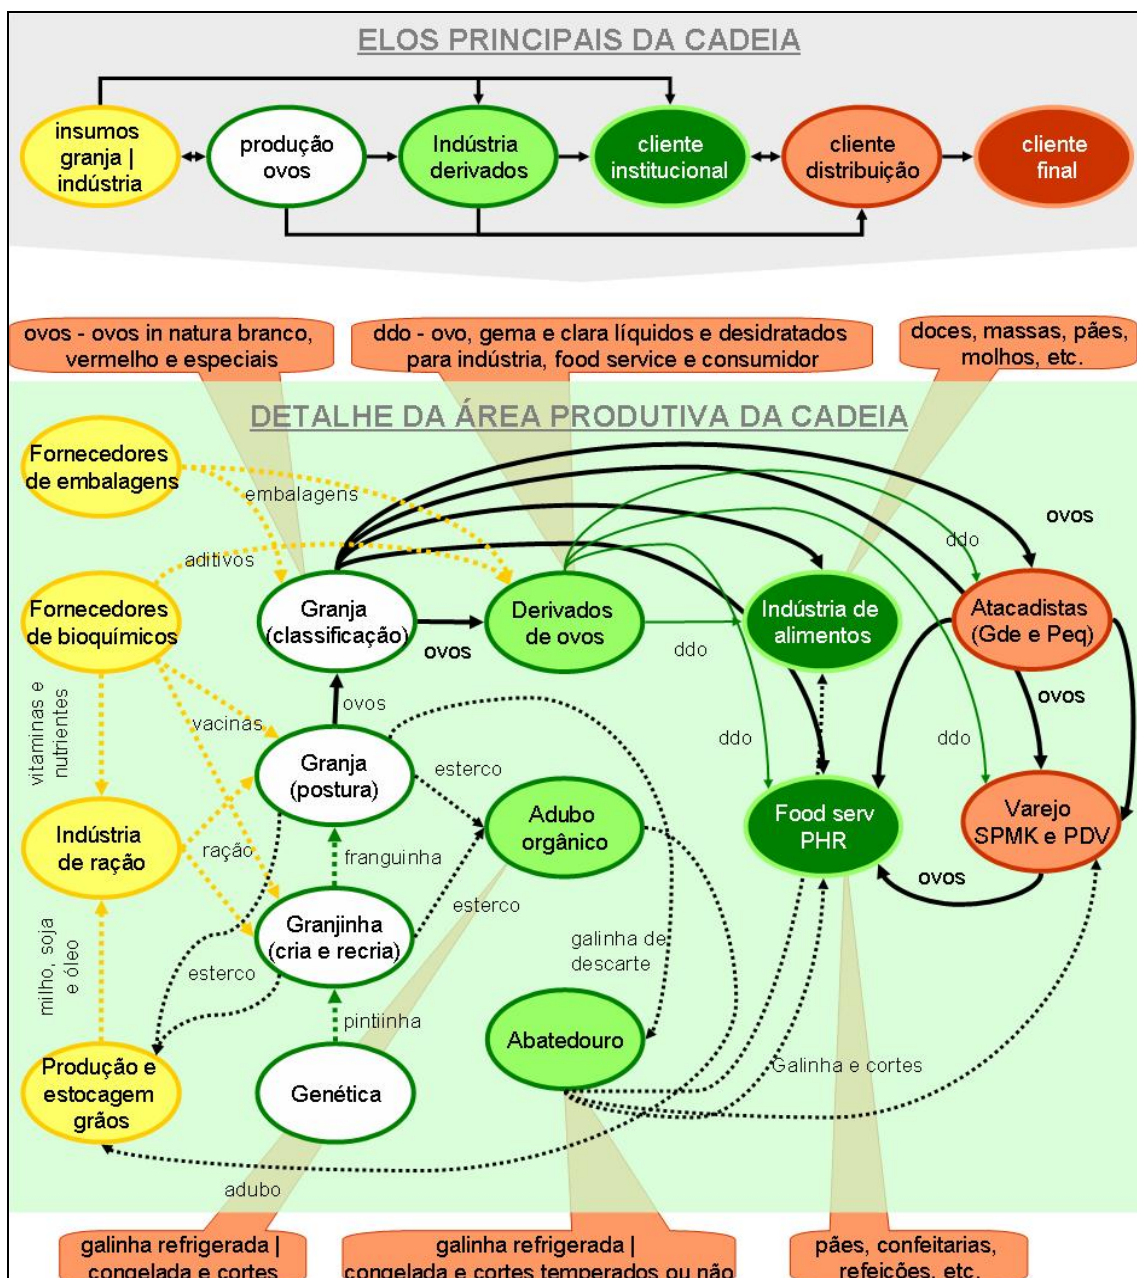 ELOS PRINCIPAIS DA CADEIA
insumos
granja |
indústria
produção
ovos
Indústria
derivados
cliente
institucional
cliente
distribuição
cliente
final
ovos - ovos in natura branco,
vermelho e especiais
ddo - ovo, gema e clara líquidos e desidratados
para indústria, food service e consumidor
doces, massas, pães,
molhos, etc.
DETALHE DA ÁREA PRODUTIVA DA CADEIA
Fornecedores
de embalagens
embalagens
ovos
ddo
aditivos
Fornecedores
de bioquímicos
Granja
(classificação)
ovos
Derivados
de ovos
ddo
Indústria de
alimentos
Atacadistas
(Gde e Peq)
vitaminas e
nutrientes
vacinas
ovos
ovos
ddo
ddo
Granja
(postura)
esterco
Indústria
de ração
ração
franguinha
Adubo
orgânico
Food serv
PHR
Varejo
SPMK e PDV
ovos
esterco
Granjinha
(cria e recria)
milho, soja
e óleo
esterco
galinha de
descarte
pintiinha
Abatedouro
Galinha e cortes
Produção e
estocagem
grãos
Genética
adubo
galinha refrigerada |
congelada e cortes
galinha refrigerada |
congelada e cortes temperados ou não
pães, confeitarias,
refeições, etc.